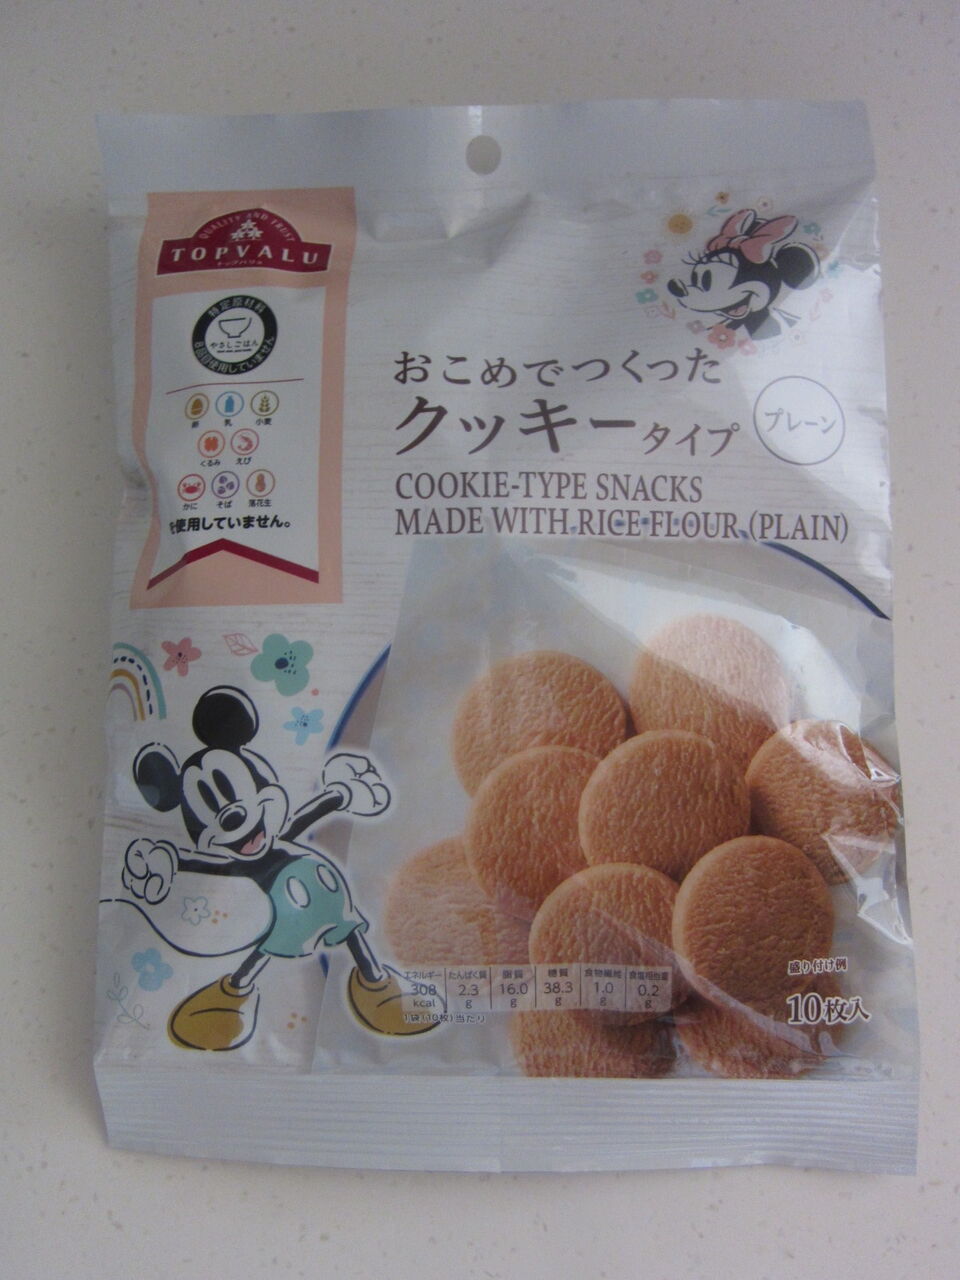 QUALITY AND TRUST
TOPVALU
トップバリュ
特定原材料
やさしごはん
8品目使用していません
卵 乳 小麦
くるみ えび
かに そば 落花生
を使用していません。
おこめでつくった
クッキータイプ
プレーン
COOKIE-TYPE SNACKS
MADE WITH RICE FLOUR (PLAIN)
エネルギー たんぱく質 脂質 糖質 食物繊維 食塩相当量
308 2.3 16.0 38.3 1.0 0.2
kcal g g g g g
1袋(10枚)当たり
盛り付け例
10枚入